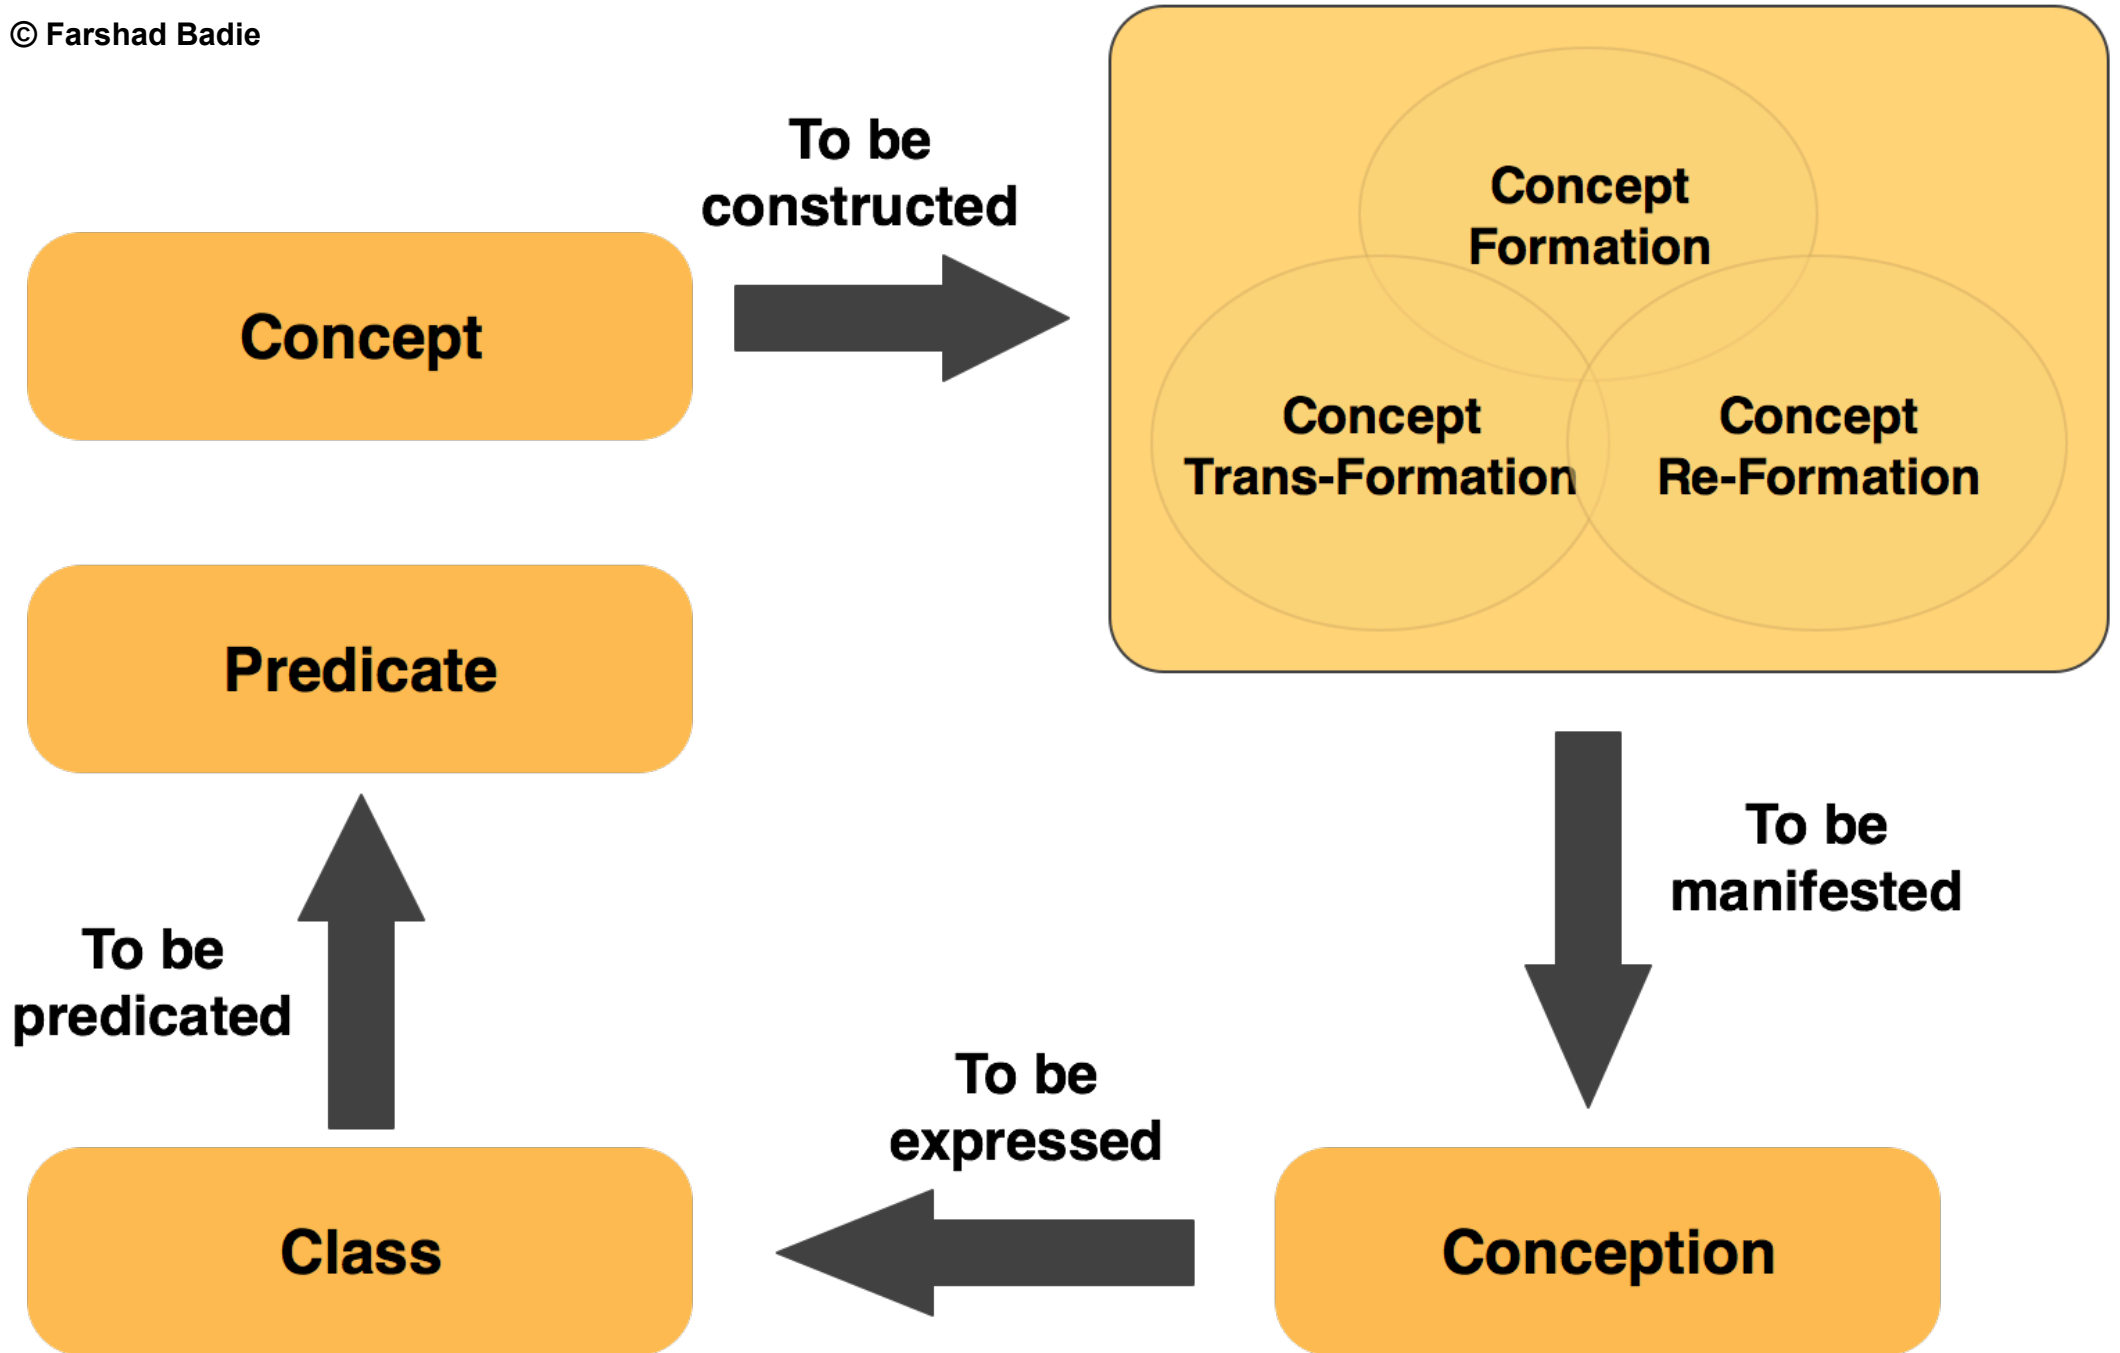 © Farshad Badie
To be
constructed
Concept
Concept
Formation
Concept
Trans-Formation
Concept
Re-Formation
Predicate
To be
manifested
To be
predicated
To be
expressed
Class
Conception